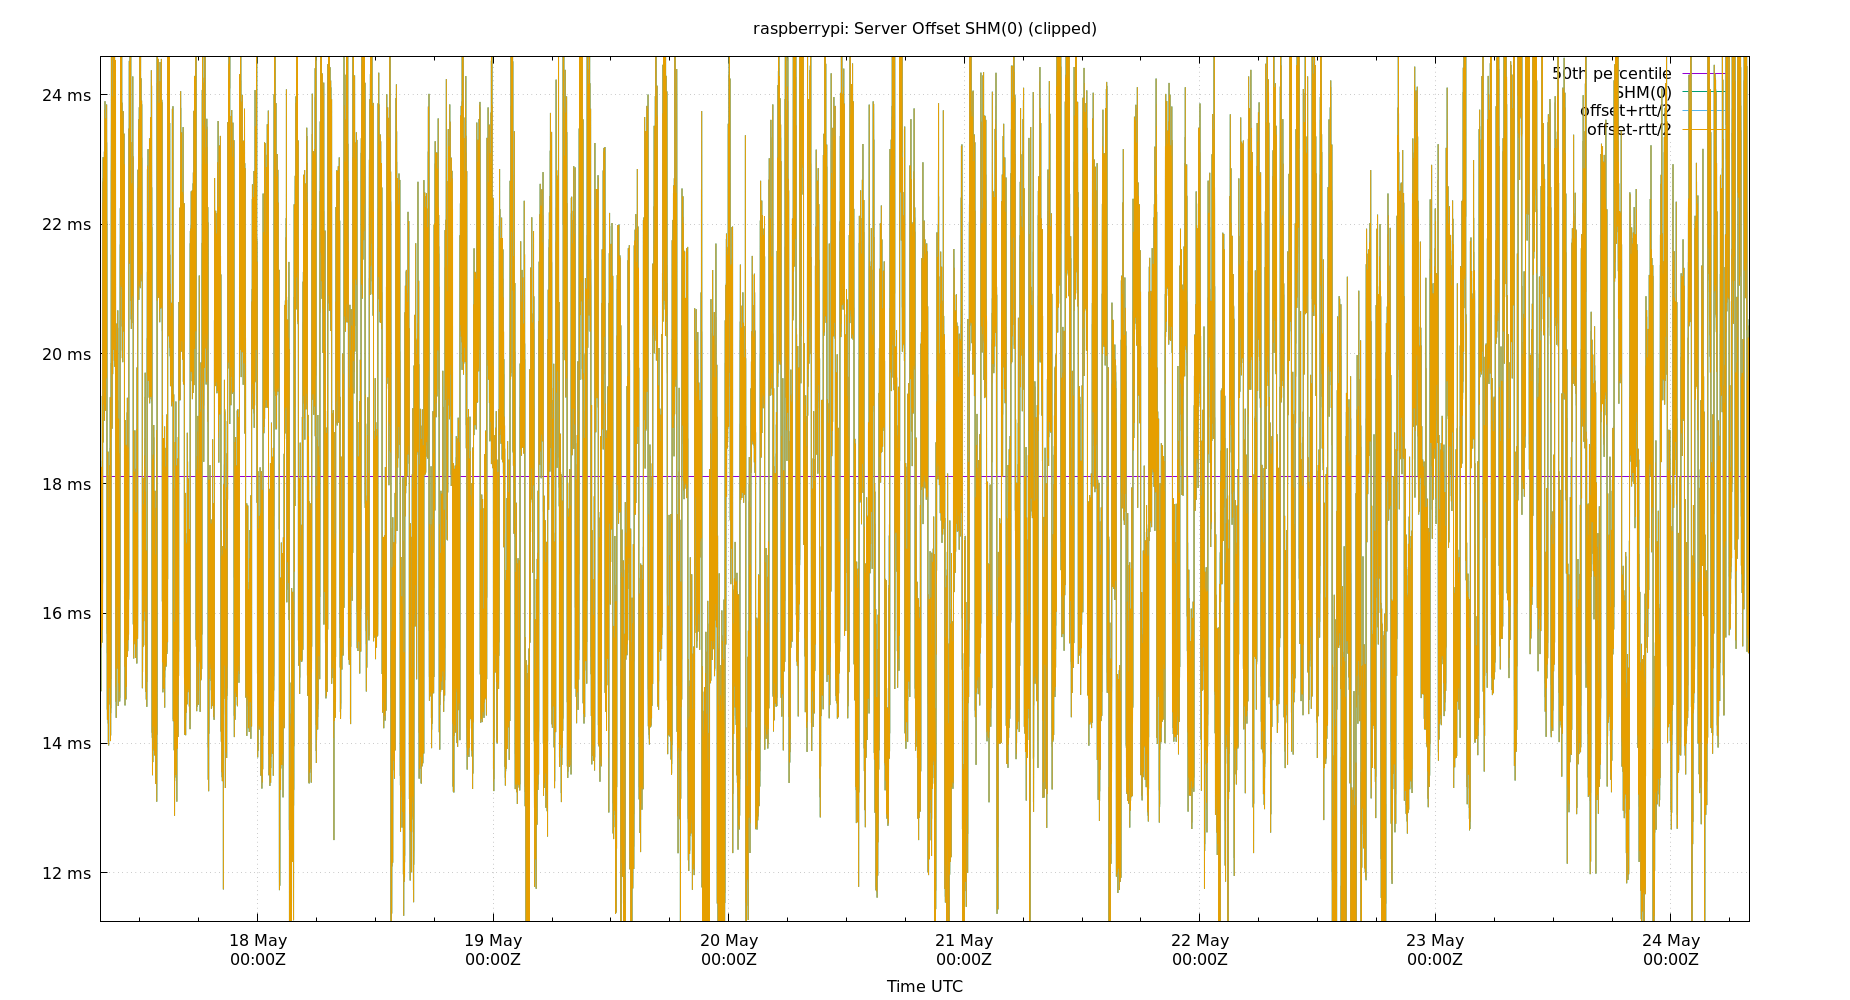 raspberrypi: Server Offset SHM(0) (clipped)
24 ms
22 ms
20 ms
18 ms
16 ms
14 ms
12 ms
50th percentile
SHM(0)
offset+rtt/2
offset-rtt/2
18 May 19 May 20 May 21 May 22 May 23 May 24 May
00:00Z 00:00Z 00:00Z 00:00Z 00:00Z 00:00Z 00:00Z
Time UTC